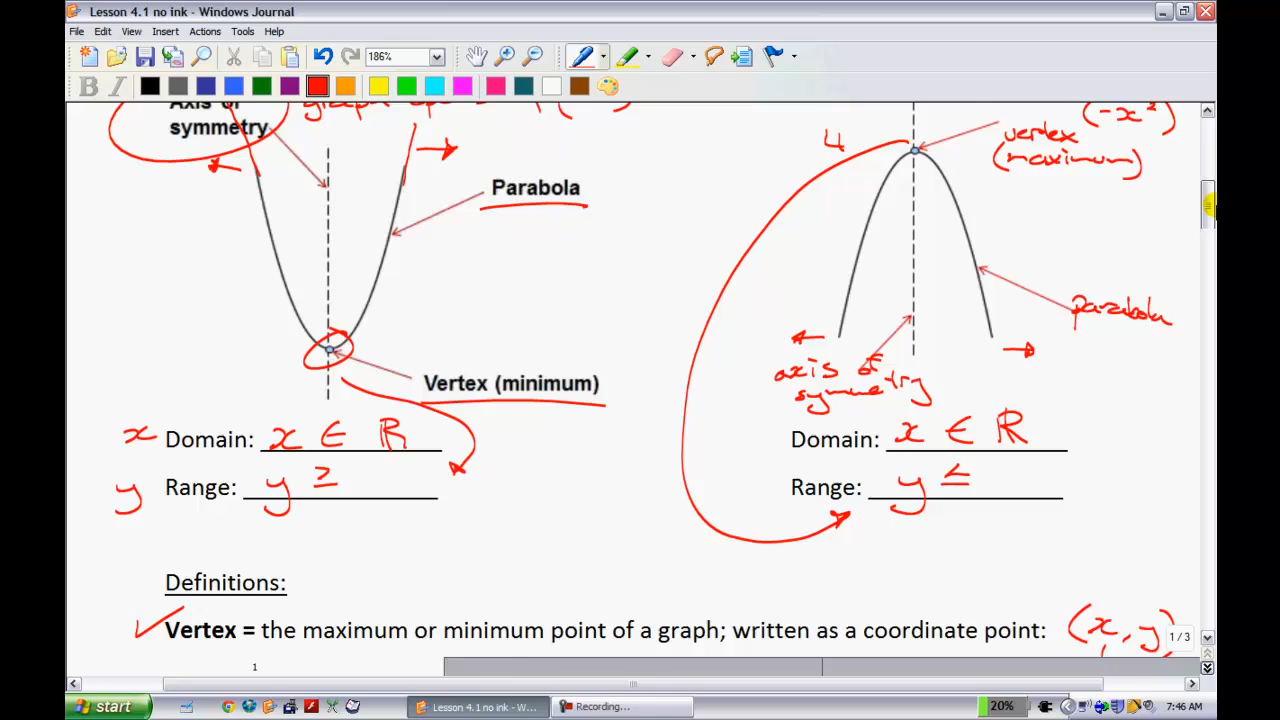 Lesson 4.1 no ink - Windows Journal
File Edit View Insert Actions Tools Help
186%
B I
symmetry
(-x²)
4
vertex
(maximum)
Parabola
parabola
axis of
symmetry
Vertex (minimum)
x Domain: x ∈ ℝ
Domain: x ∈ ℝ
y Range: y ≥
Range: y ≤
Definitions:
Vertex = the maximum or minimum point of a graph; written as a coordinate point: (x, y)
1 / 3
1
start
Lesson 4.1 no ink - W...
Recording...
20%
7:46 AM